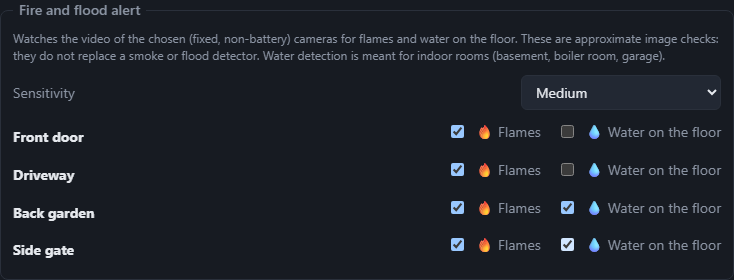 Fire and flood alert
Watches the video of the chosen (fixed, non-battery) cameras for flames and water on the floor. These are approximate image checks:
they do not replace a smoke or flood detector. Water detection is meant for indoor rooms (basement, boiler room, garage).
Sensitivity Medium
Front door Flames Water on the floor
Driveway Flames Water on the floor
Back garden Flames Water on the floor
Side gate Flames Water on the floor